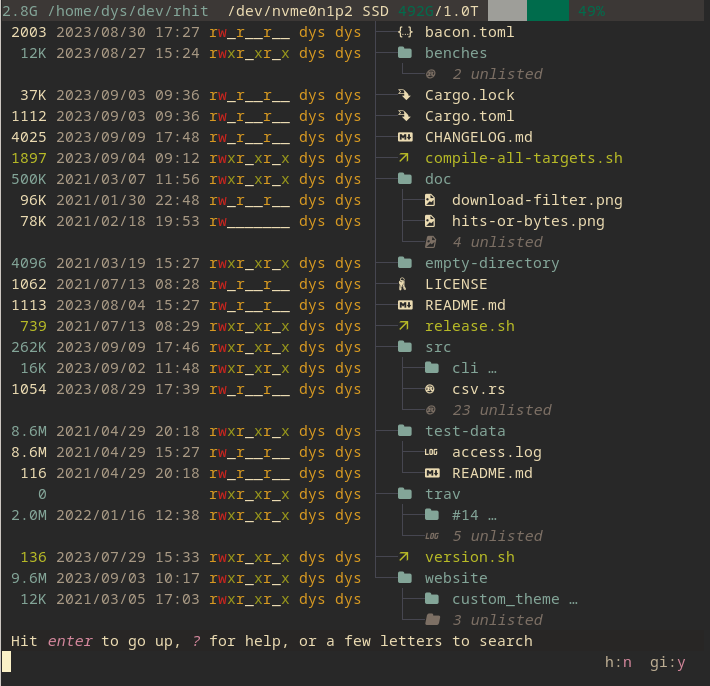 2.8G /home/dys/dev/rhit /dev/nvme0n1p2 SSD 492G/1.0T 49%
2003 2023/08/30 17:27 rw_r__r__ dys dys bacon.toml
12K 2023/08/27 15:24 rwxr_xr_x dys dys benches
2 unlisted
37K 2023/09/03 09:36 rw_r__r__ dys dys Cargo.lock
1112 2023/09/03 09:36 rw_r__r__ dys dys Cargo.toml
4025 2023/09/09 17:48 rw_r__r__ dys dys CHANGELOG.md
1897 2023/09/04 09:12 rwxr_xr_x dys dys compile-all-targets.sh
500K 2021/03/07 11:56 rwxr_xr_x dys dys doc
96K 2021/01/30 22:48 rw_r__r__ dys dys download-filter.png
78K 2021/02/18 19:53 rw_______ dys dys hits-or-bytes.png
4 unlisted
4096 2021/03/19 15:27 rwxr_xr_x dys dys empty-directory
1062 2021/07/13 08:28 rw_r__r__ dys dys LICENSE
1113 2023/08/04 15:27 rw_r__r__ dys dys README.md
739 2021/07/13 08:29 rwxr_xr_x dys dys release.sh
262K 2023/09/09 17:46 rwxr_xr_x dys dys src
16K 2023/09/02 11:48 rwxr_xr_x dys dys cli …
1054 2023/08/29 17:39 rw_r__r__ dys dys csv.rs
23 unlisted
8.6M 2021/04/29 20:18 rwxr_xr_x dys dys test-data
8.6M 2021/04/29 15:27 rw_r__r__ dys dys LOG access.log
116 2021/04/29 20:18 rw_r__r__ dys dys README.md
0 rwxr_xr_x dys dys trav
2.0M 2022/01/16 12:38 rwxr_xr_x dys dys #14 …
LOG 5 unlisted
136 2023/07/29 15:33 rwxr_xr_x dys dys version.sh
9.6M 2023/09/03 10:17 rwxr_xr_x dys dys website
12K 2021/03/05 17:03 rwxr_xr_x dys dys custom_theme …
3 unlisted
Hit enter to go up, ? for help, or a few letters to search
h:n gi:y